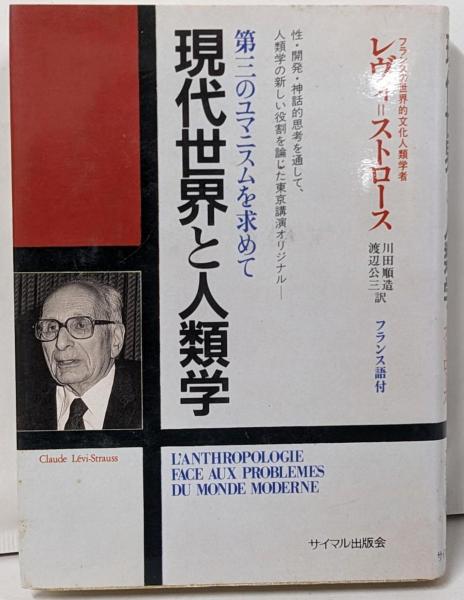 フランスの世界的文化人類学者
レヴィ=ストロース
川田順造
渡辺公三訳
フランス語付
性・開発・神話的思考を通して、
人類学の新しい役割を論じた東京講演オリジナル―
第三のユマニスムを求めて
現代世界と人類学
Claude Lévi-Strauss
L'ANTHROPOLOGIE
FACE AUX PROBLEMES
DU MONDE MODERNE
サイマル出版会